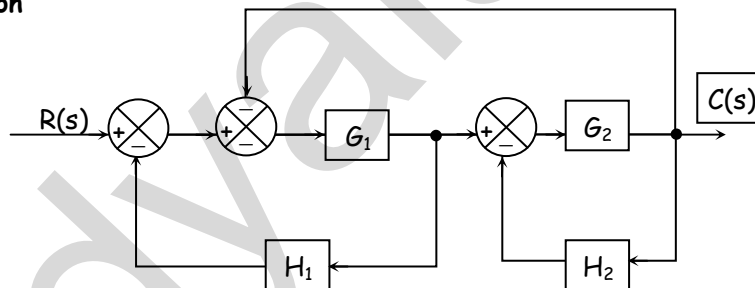 on
C(s)
R(s) + − + − − G₁ + − G₂
H₁ H₂